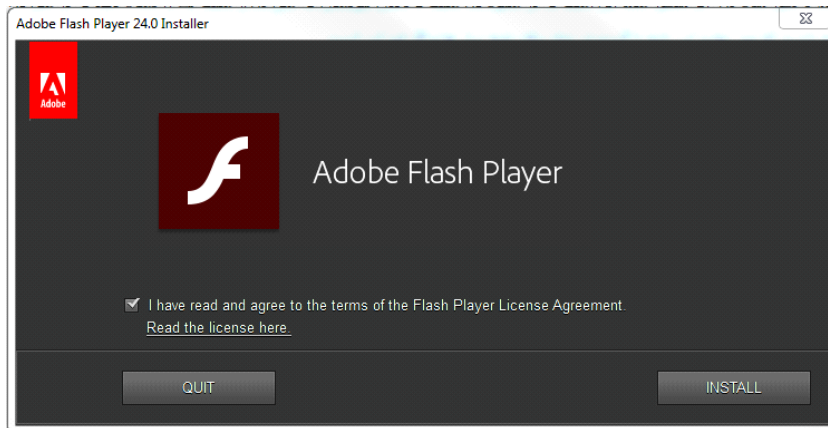 Adobe Flash Player 24.0 Installer
Adobe
Adobe Flash Player
I have read and agree to the terms of the Flash Player License Agreement.
Read the license here.
QUIT
INSTALL